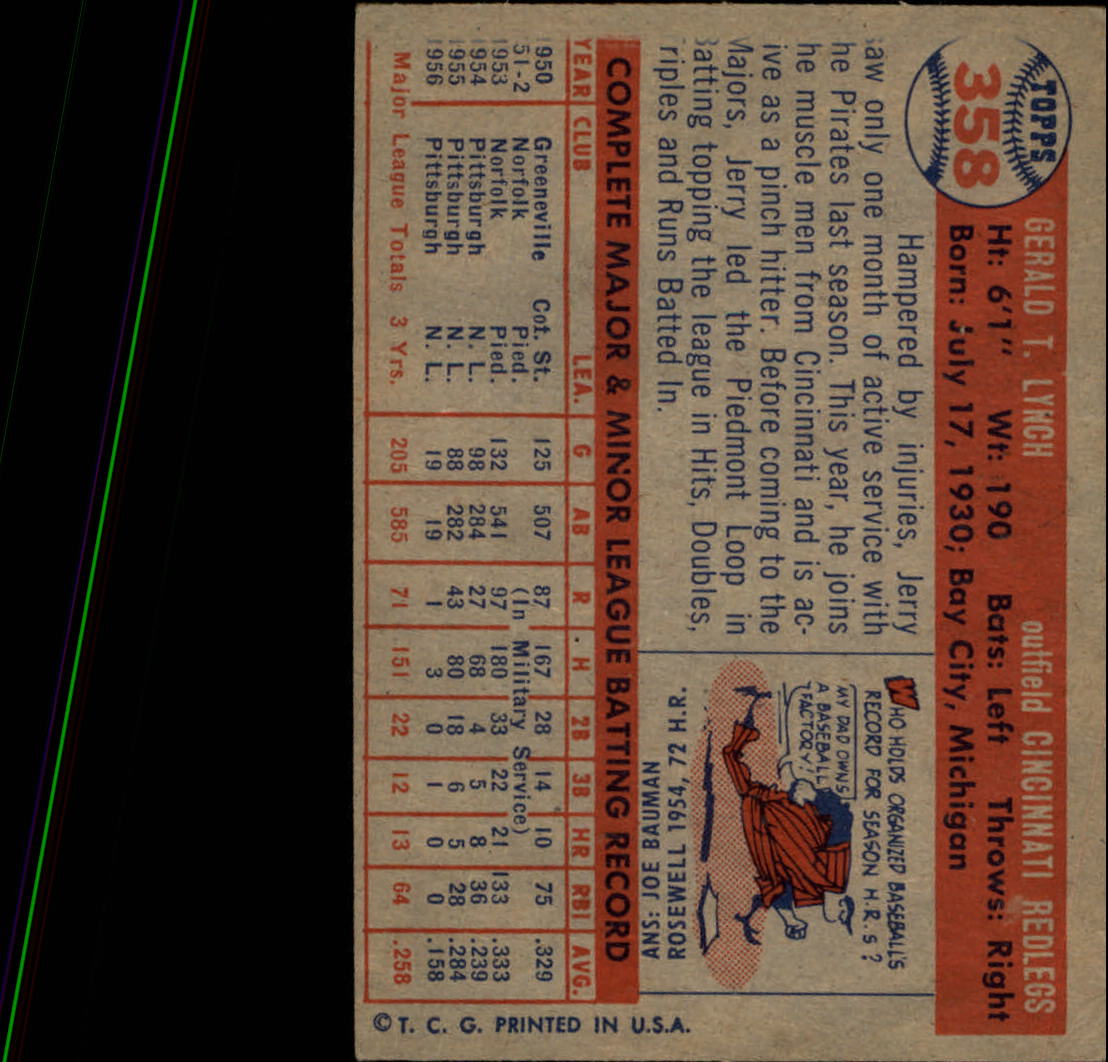 TOPPS
358
GERALD T. LYNCH outfield CINCINNATI REDLEGS
Ht: 6'1" Wt: 190 Bats: Left Throws: Right
Born: July 17, 1930; Bay City, Michigan
Hampered by injuries, Jerry
aw only one month of active service with
he Pirates last season. This year, he joins
he muscle men from Cincinnati and is ac-
ive as a pinch hitter. Before coming to the
Majors, Jerry led the Piedmont Loop in
Batting topping the league in Hits, Doubles,
riples and Runs Batted In.
WHO HOLDS ORGANIZED BASEBALL'S
RECORD FOR SEASON H.R.s?
MY DAD OWNS
A BASEBALL
FACTORY!
ANS: JOE BAUMAN
ROSEWELL 1954, 72 H.R.
COMPLETE MAJOR & MINOR LEAGUE BATTING RECORD
YEAR CLUB LEA. G AB R H 2B 3B HR RBI AVG.
1950 Greeneville Cot. St. 125 507 87 167 28 14 10 75 .329
51-2 Norfolk Pied. (In Military Service)
1953 Norfolk Pied. 132 541 97 180 33 22 21 133 .333
1954 Pittsburgh N. L. 98 284 27 68 4 5 8 36 .239
1955 Pittsburgh N. L. 88 282 43 80 18 6 5 28 .284
1956 Pittsburgh N. L. 19 19 1 3 0 1 0 0 .158
Major League Totals 3 Yrs. 205 585 71 151 22 12 13 64 .258
© T. C. G. PRINTED IN U.S.A.